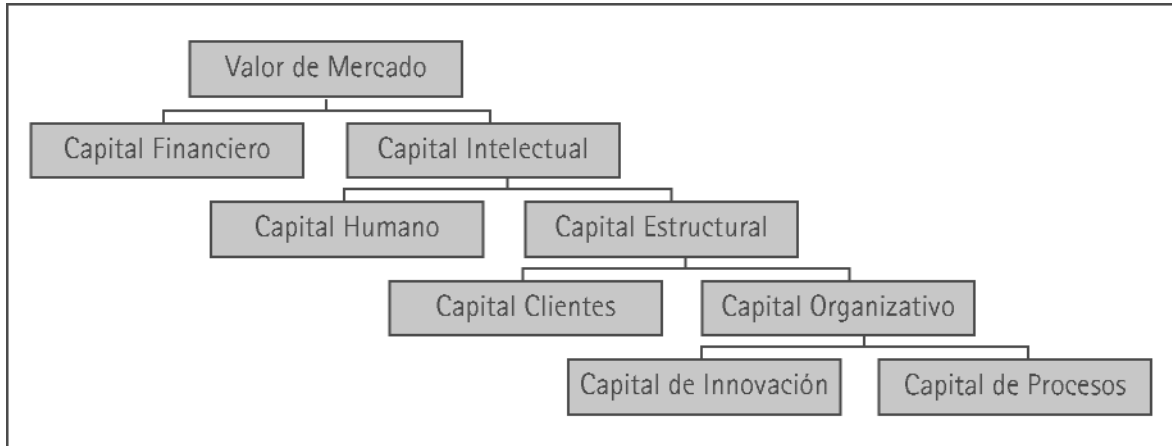 Valor de Mercado
Capital Financiero
Capital Intelectual
Capital Humano
Capital Estructural
Capital Clientes
Capital Organizativo
Capital de Innovación
Capital de Procesos